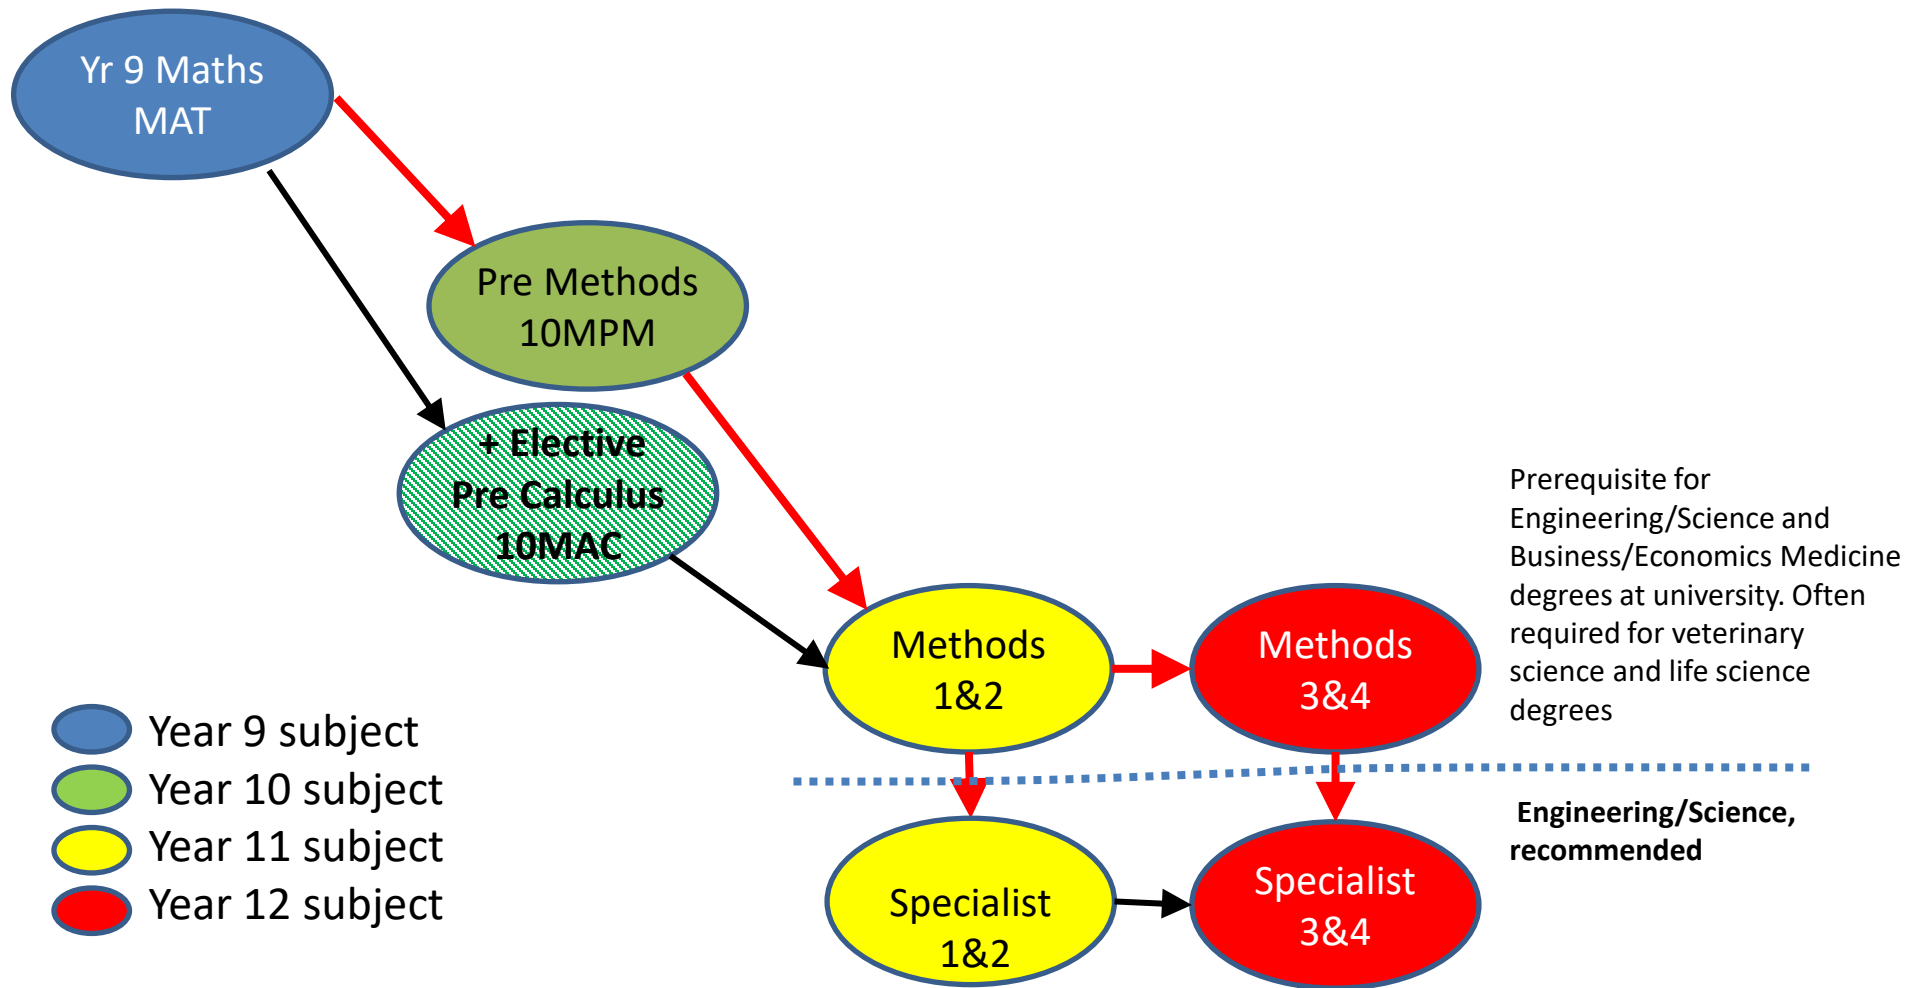 Yr 9 Maths
MAT
Pre Methods
10MPM
+ Elective
Pre Calculus
10MAC
Methods
1&2
Methods
3&4
Prerequisite for
Engineering/Science and
Business/Economics Medicine
degrees at university. Often
required for veterinary
science and life science
degrees
Year 9 subject
Year 10 subject
Year 11 subject
Year 12 subject
Specialist
1&2
Specialist
3&4
Engineering/Science,
recommended